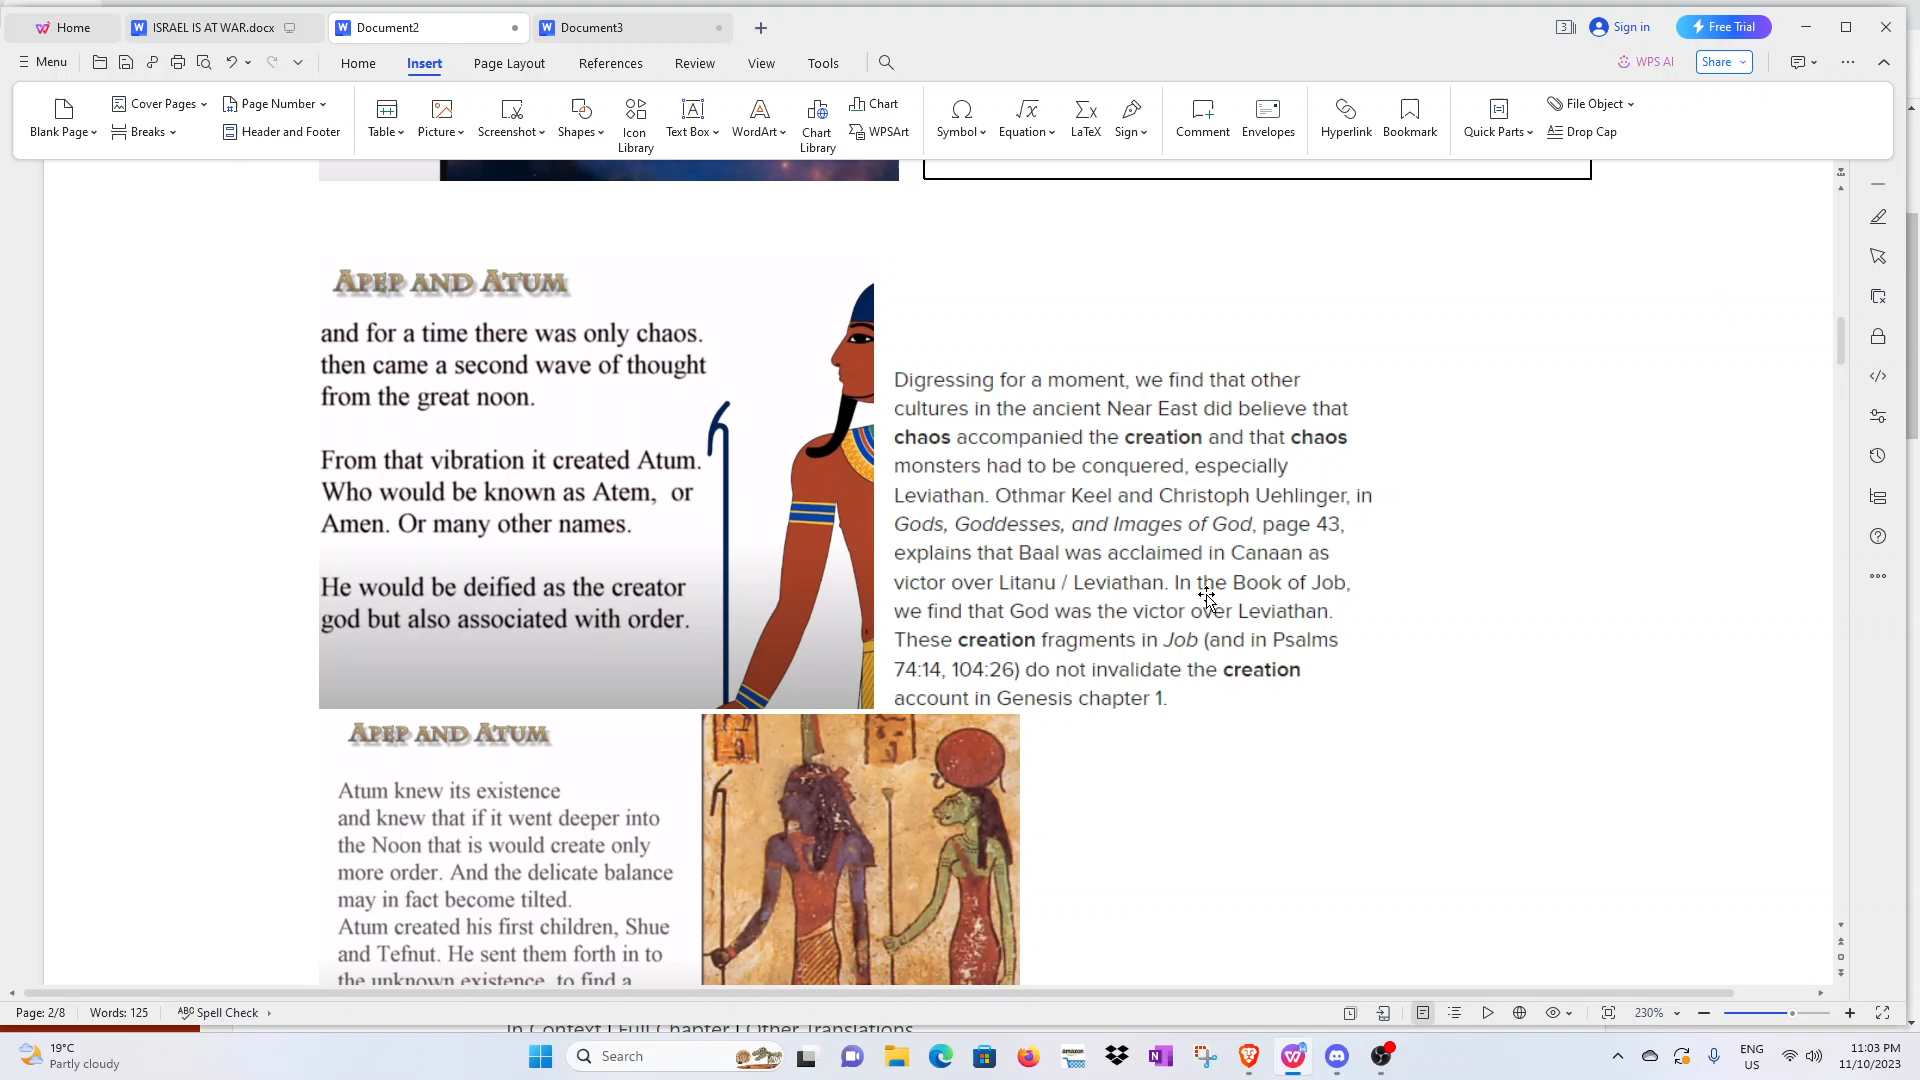 Home
ISRAEL IS AT WAR.docx
Document2
Document3
Sign in
Free Trial
Menu
Home
Insert
Page Layout
References
Review
View
Tools
WPS AI
Share
Blank Page
Cover Pages
Breaks
Page Number
Header and Footer
Table
Picture
Screenshot
Shapes
Icon
Library
Text Box
WordArt
Chart
Library
Chart
WPSArt
Symbol
Equation
LaTeX
Sign
Comment
Envelopes
Hyperlink
Bookmark
Quick Parts
File Object
Drop Cap
APEP AND ATUM
and for a time there was only chaos.
then came a second wave of thought
from the great noon.
From that vibration it created Atum.
Who would be known as Atem, or
Amen. Or many other names.
He would be deified as the creator
god but also associated with order.
Digressing for a moment, we find that other
cultures in the ancient Near East did believe that
chaos accompanied the creation and that chaos
monsters had to be conquered, especially
Leviathan. Othmar Keel and Christoph Uehlinger, in
Gods, Goddesses, and Images of God, page 43,
explains that Baal was acclaimed in Canaan as
victor over Litanu / Leviathan. In the Book of Job,
we find that God was the victor over Leviathan.
These creation fragments in Job (and in Psalms
74:14, 104:26) do not invalidate the creation
account in Genesis chapter 1.
APEP AND ATUM
Atum knew its existence
and knew that if it went deeper into
the Noon that is would create only
more order. And the delicate balance
may in fact become tilted.
Atum created his first children, Shue
and Tefnut. He sent them forth in to
the unknown existence, to find a
Page: 2/8
Words: 125
Spell Check
230%
In Context | Full Chapter | Other Translations
19°C
Partly cloudy
Search
amazon
ENG
US
11:03 PM
11/10/2023